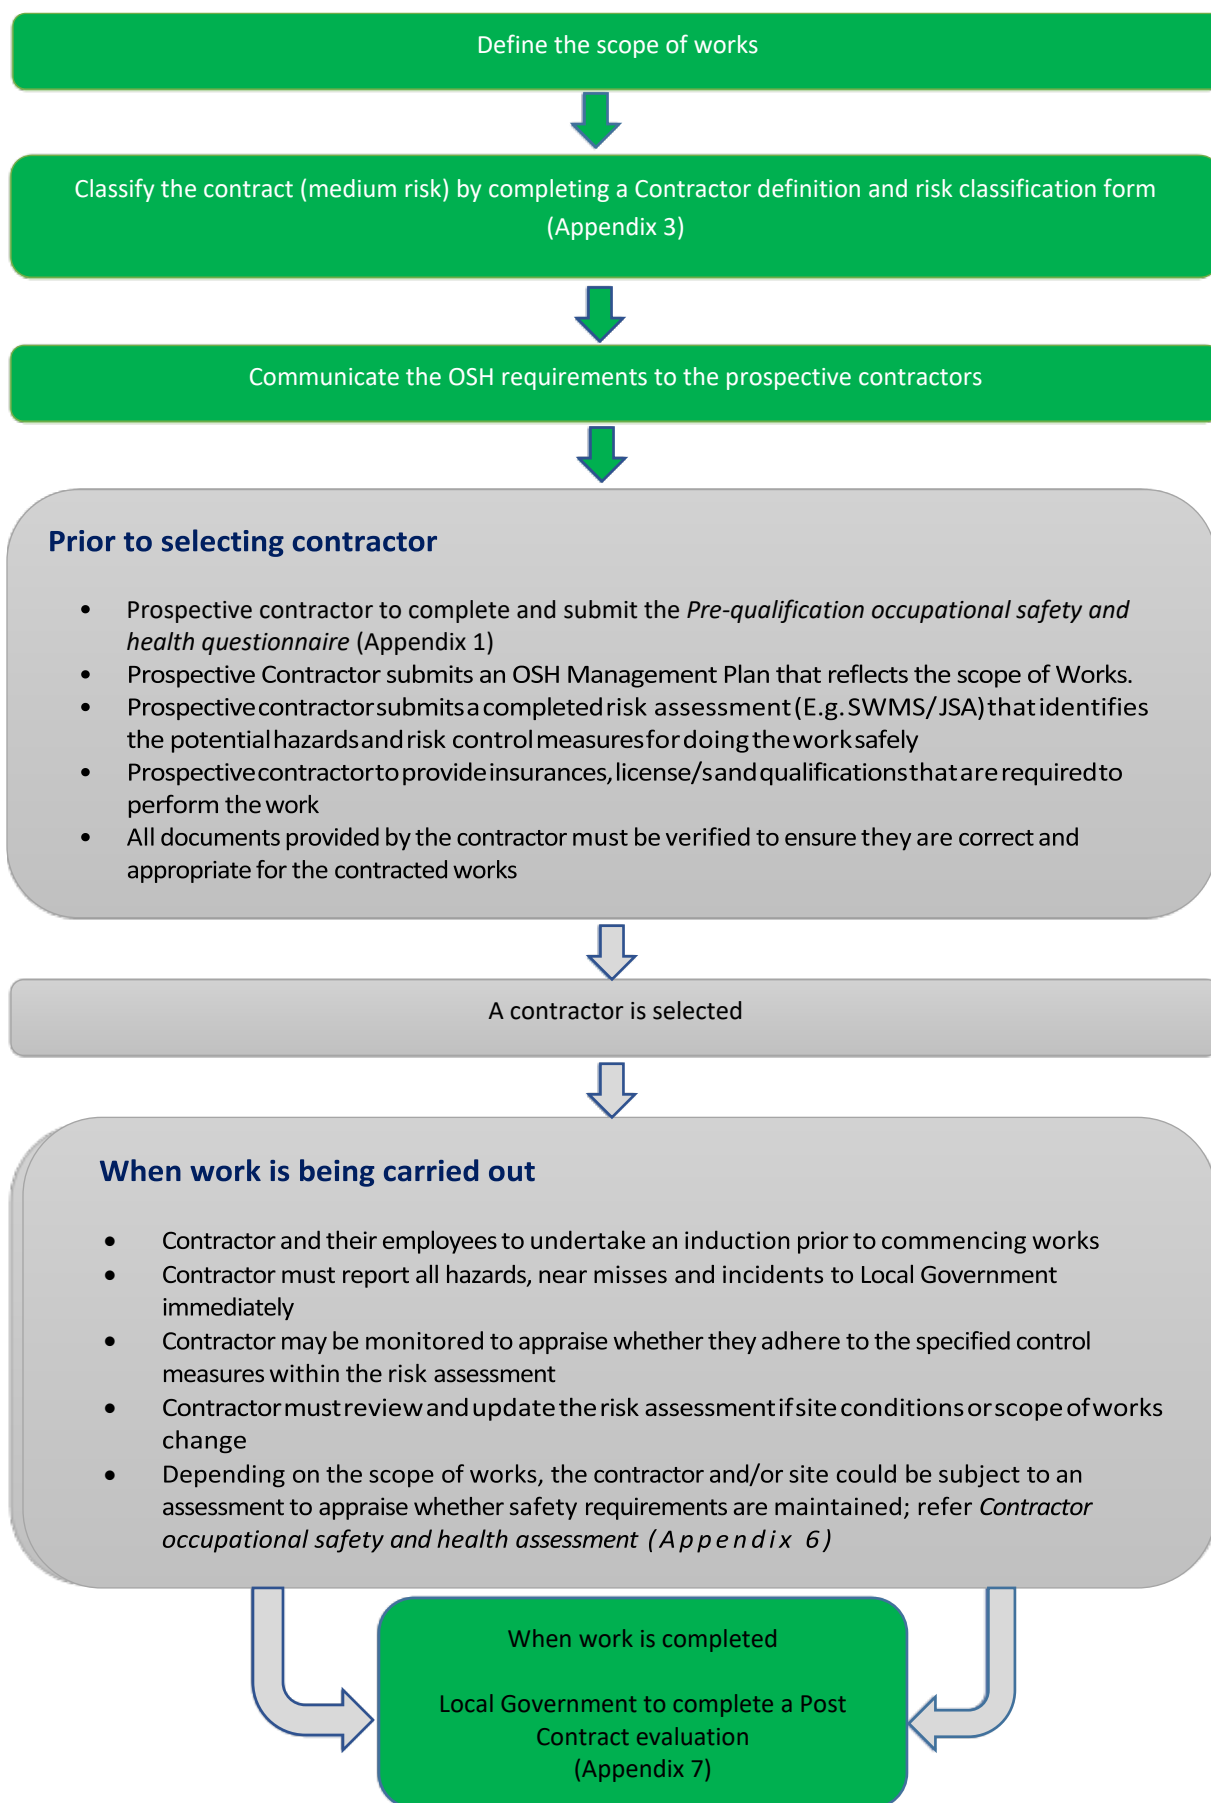 Define the scope of works
Classify the contract (medium risk) by completing a Contractor definition and risk classification form
(Appendix 3)
Communicate the OSH requirements to the prospective contractors
Prior to selecting contractor
• Prospective contractor to complete and submit the Pre-qualification occupational safety and
health questionnaire (Appendix 1)
• Prospective Contractor submits an OSH Management Plan that reflects the scope of Works.
• Prospective contractor submits a completed risk assessment (E.g. SWMS/JSA) that identifies
the potential hazards and risk control measures for doing the work safely
• Prospective contractor to provide insurances, license/s and qualifications that are required to
perform the work
• All documents provided by the contractor must be verified to ensure they are correct and
appropriate for the contracted works
A contractor is selected
When work is being carried out
• Contractor and their employees to undertake an induction prior to commencing works
• Contractor must report all hazards, near misses and incidents to Local Government
immediately
• Contractor may be monitored to appraise whether they adhere to the specified control
measures within the risk assessment
• Contractor must review and update the risk assessment if site conditions or scope of works
change
• Depending on the scope of works, the contractor and/or site could be subject to an
assessment to appraise whether safety requirements are maintained; refer Contractor
occupational safety and health assessment (Appendix 6)
When work is completed
Local Government to complete a Post
Contract evaluation
(Appendix 7)